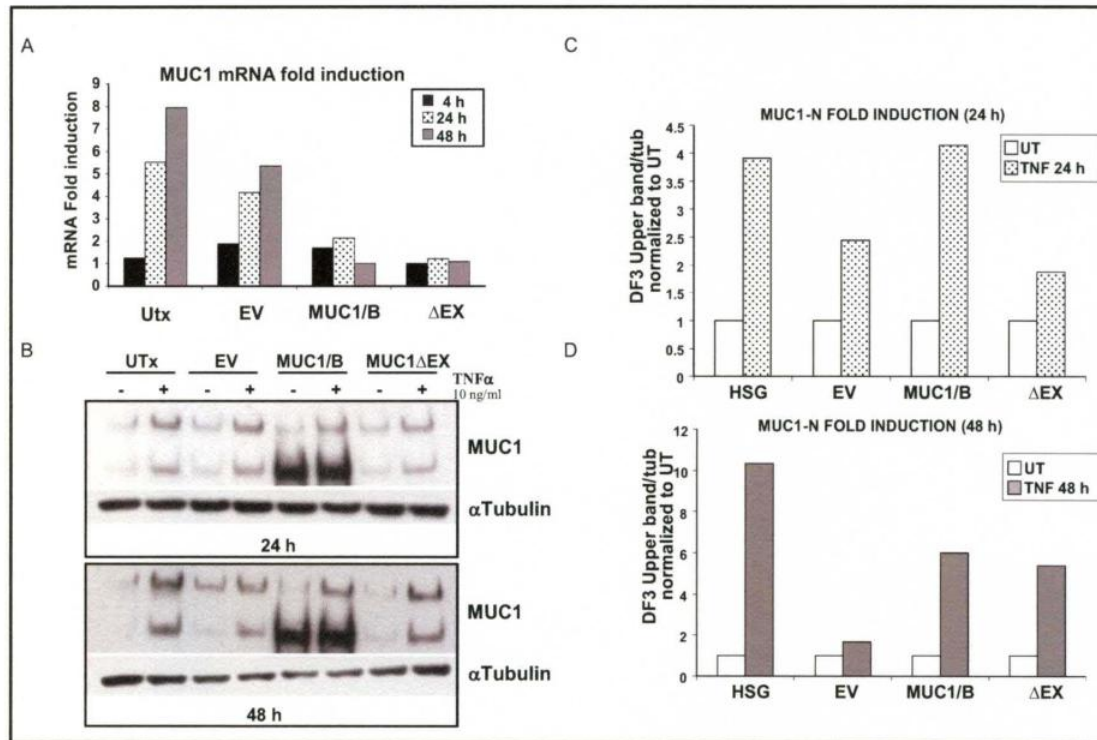 A
MUC1 mRNA fold induction
mRNA Fold induction
9
8
7
6
5
4
3
2
1
0
4 h
24 h
48 h
Utx EV MUC1/B ΔEX
B
UTx EV MUC1/B MUC1ΔEX
- + - + - + - + TNFα
10 ng/ml
MUC1
αTubulin
24 h
MUC1
αTubulin
48 h
C
MUC1-N FOLD INDUCTION (24 h)
DF3 Upper band/tub
normalized to UT
4.5
4
3.5
3
2.5
2
1.5
1
0.5
0
UT
TNF 24 h
HSG EV MUC1/B ΔEX
D
MUC1-N FOLD INDUCTION (48 h)
DF3 Upper band/tub
normalized to UT
12
10
8
6
4
2
0
UT
TNF 48 h
HSG EV MUC1/B ΔEX